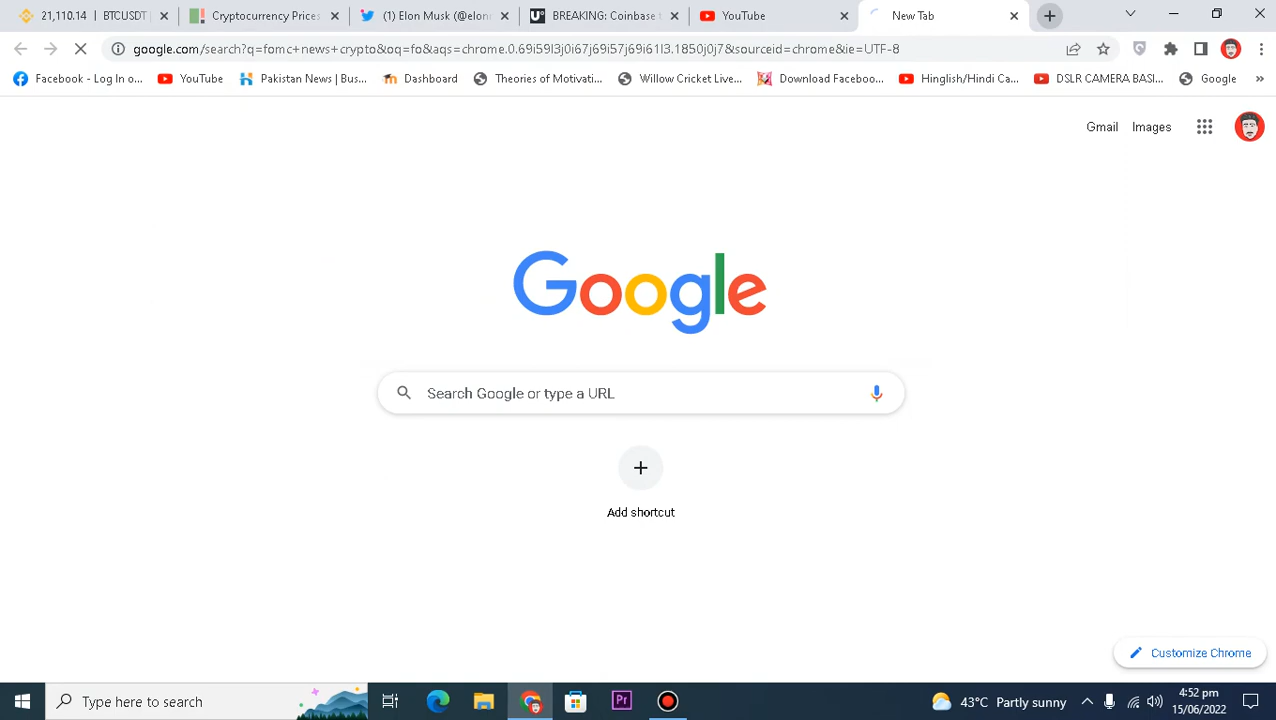 21,110.14 | BTCUSDT
Cryptocurrency Prices
(1) Elon Musk (@elonr
BREAKING: Coinbase t
YouTube
New Tab
google.com/search?q=fomc+news+crypto&oq=fo&aqs=chrome.0.69i59l3j0i67j69i57j69i61l3.1850j0j7&sourceid=chrome&ie=UTF-8
Facebook - Log In o...
YouTube
Pakistan News | Bus...
Dashboard
Theories of Motivati...
Willow Cricket Live...
Download Faceboo...
Hinglish/Hindi Ca...
DSLR CAMERA BASI...
Google
»
Gmail
Images
Google
Search Google or type a URL
Add shortcut
Customize Chrome
Type here to search
Pr
43°C Partly sunny
4:52 pm
15/06/2022